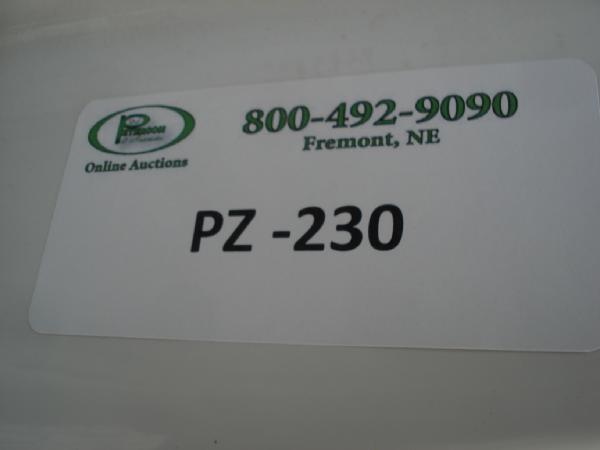 800-492-9090
Fremont, NE
Online Auctions
PZ -230